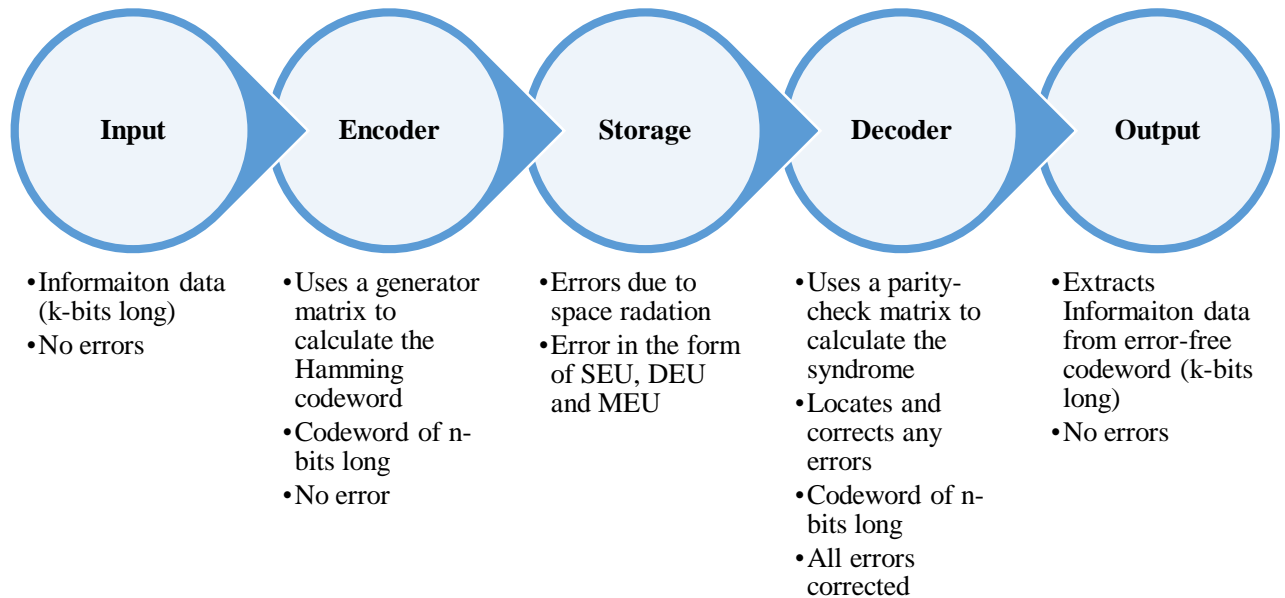 Input
Encoder
Storage
Decoder
Output
•Informaiton data
(k-bits long)
•No errors
•Uses a generator
matrix to
calculate the
Hamming
codeword
•Codeword of n-
bits long
•No error
•Errors due to
space radation
•Error in the form
of SEU, DEU
and MEU
•Uses a parity-
check matrix to
calculate the
syndrome
•Locates and
corrects any
errors
•Codeword of n-
bits long
•All errors
corrected
•Extracts
Informaiton data
from error-free
codeword (k-bits
long)
•No errors